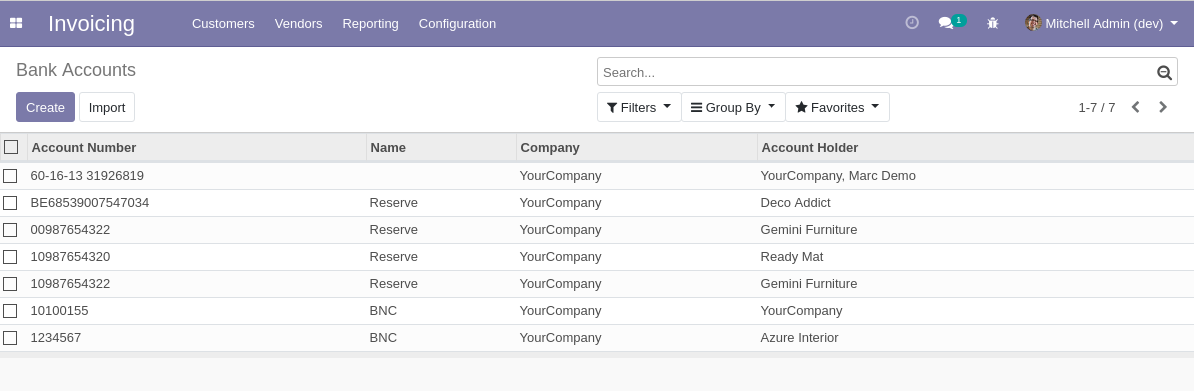 Invoicing Customers Vendors Reporting Configuration 1 Mitchell Admin (dev)
Bank Accounts Search...
Create Import Filters Group By Favorites 1-7 / 7
Account Number Name Company Account Holder
60-16-13 31926819 YourCompany YourCompany, Marc Demo
BE68539007547034 Reserve YourCompany Deco Addict
00987654322 Reserve YourCompany Gemini Furniture
10987654320 Reserve YourCompany Ready Mat
10987654322 Reserve YourCompany Gemini Furniture
10100155 BNC YourCompany YourCompany
1234567 BNC YourCompany Azure Interior